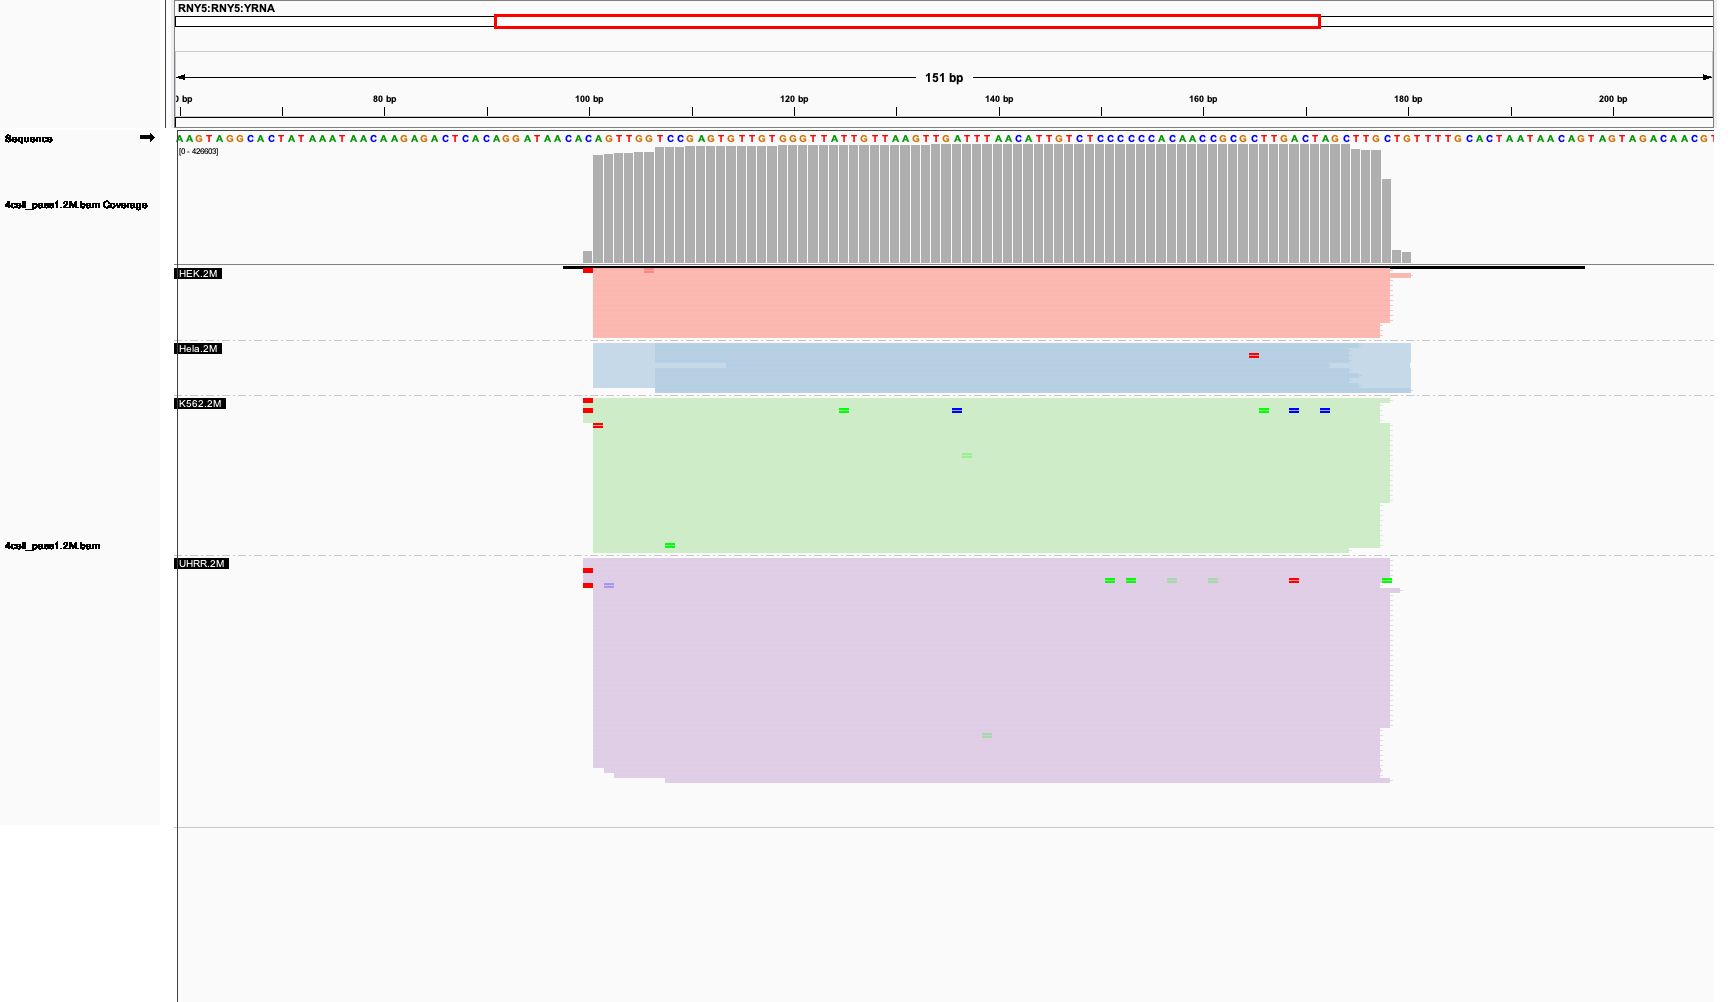 RNY5:RNY5:YRNA
151 bp
0 bp 80 bp 100 bp 120 bp 140 bp 160 bp 180 bp 200 bp
Sequence AAGTAGGCACTATAAATAACAAGAGACTCACAGGATAACACAGTTGGTCCGAGTGTTGTGGGTTATTGTTAAGTTGATTTAACATTGTCTCCCCCCACAACCGCGCTTGACTAGCTTGCTGTTTTGCACTAATAACAGTAGTAGACAACGT
[0 - 426603]
4cell_pass1.2M.bam Coverage
HEK.2M
Hela.2M
K562.2M
4cell_pass1.2M.bam
UHRR.2M